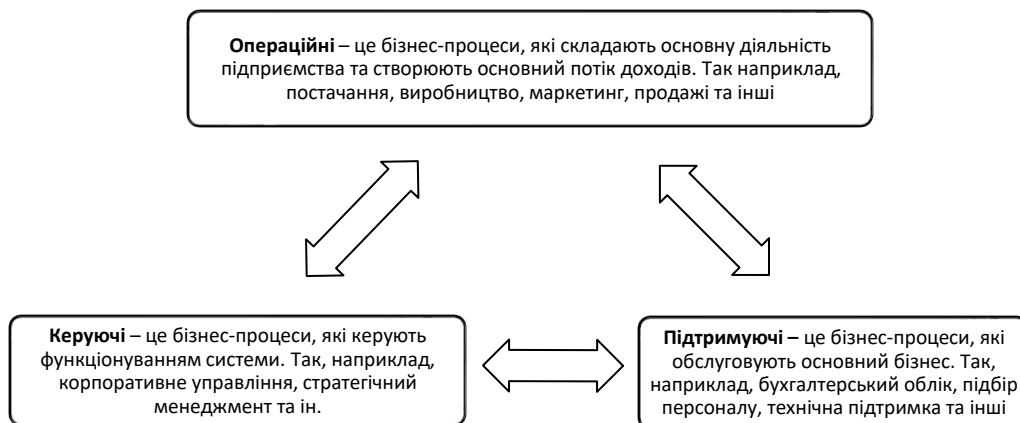 Операційні – це бізнес-процеси, які складають основну діяльність
підприємства та створюють основний потік доходів. Так наприклад,
постачання, виробництво, маркетинг, продажі та інші
Керуючі – це бізнес-процеси, які керують
функціонуванням системи. Так, наприклад,
корпоративне управління, стратегічний
менеджмент та ін.
Підтримуючі – це бізнес-процеси, які
обслуговують основний бізнес. Так,
наприклад, бухгалтерський облік, підбір
персоналу, технічна підтримка та інші